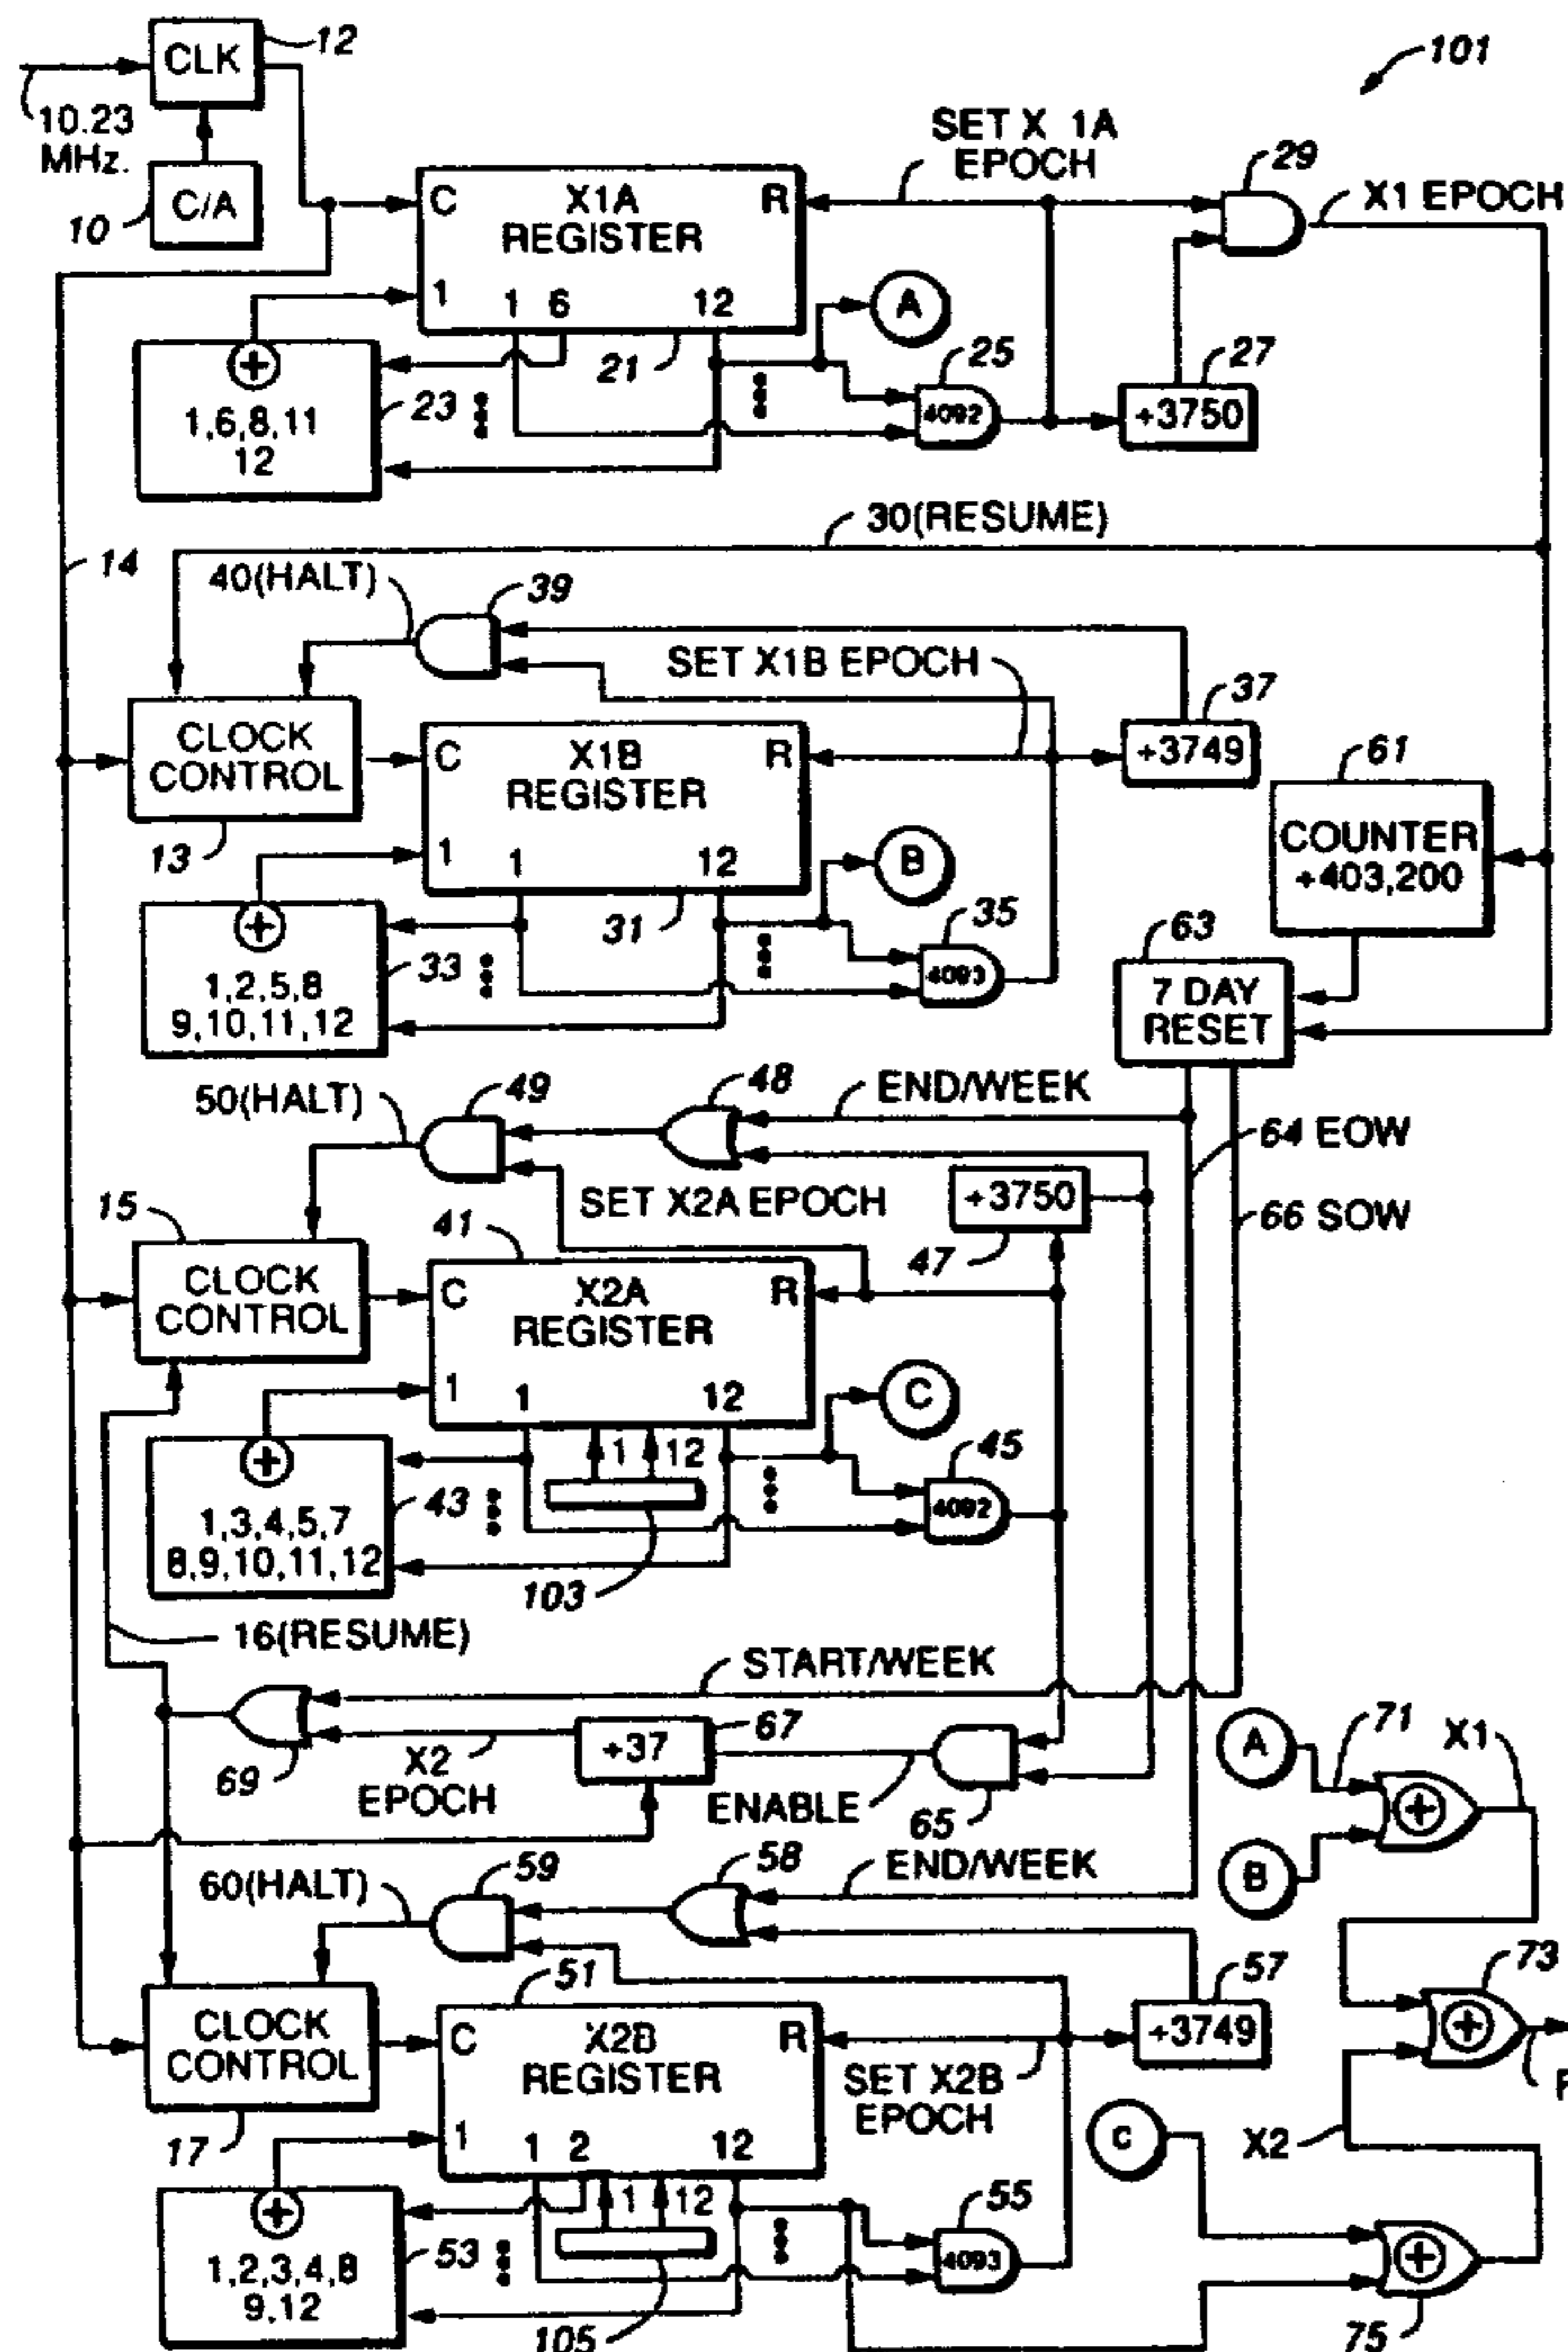 CLK
12
101
10.23
MHz.
C/A
10
SET X 1A
EPOCH
29
X1 EPOCH
C
X1A
REGISTER
R
1
1
6
12
21
A
25
4092
27
+3750
1,6,8,11
12
23
30(RESUME)
14
40(HALT)
39
SET X1B EPOCH
37
+3749
CLOCK
CONTROL
13
C
X1B
REGISTER
R
1
1
12
31
B
35
4093
61
COUNTER
+403,200
1,2,5,8
9,10,11,12
33
63
7 DAY
RESET
50(HALT)
49
48
END/WEEK
64 EOW
SET X2A EPOCH
+3750
47
66 SOW
15
CLOCK
CONTROL
41
C
X2A
REGISTER
R
1
1
12
1
12
C
45
4092
1,3,4,5,7
8,9,10,11,12
43
103
16(RESUME)
START/WEEK
69
X2
EPOCH
+37
67
ENABLE
65
A
71
X1
B
60(HALT)
59
58
END/WEEK
73
CLOCK
CONTROL
17
51
C
X2B
REGISTER
R
SET X2B
EPOCH
57
+3749
P
1
1
2
12
1
12
C
X2
55
4093
1,2,3,4,8
9,12
53
105
75